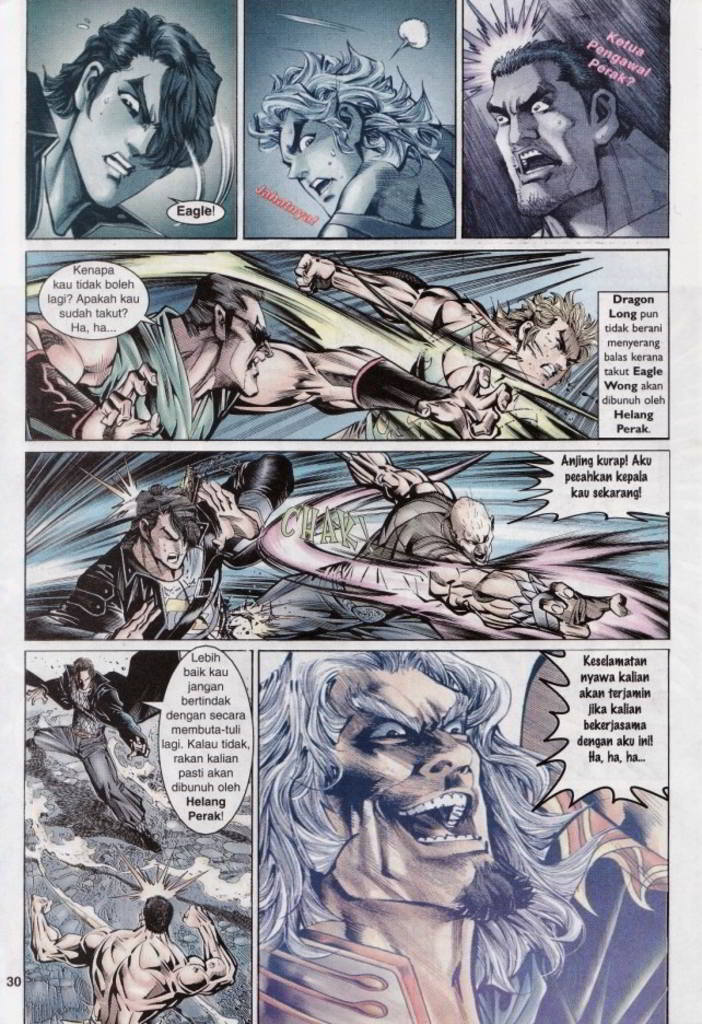 Eagle!
Jahatnya!
Ketua
Pengawal
Perak?
Kenapa
kau tidak boleh
lagi? Apakah kau
sudah takut?
Ha, ha...
Dragon
Long pun
tidak berani
menyerang
balas kerana
takut Eagle
Wong akan
dibunuh oleh
Helang
Perak.
Anjing kurap! Aku
pecahkan kepala
kau sekarang!
CHAK!
Lebih
baik kau
jangan
bertindak
dengan secara
membuta-tuli
lagi. Kalau tidak,
rakan kalian
pasti akan
dibunuh oleh
Helang
Perak!
Keselamatan
nyawa kalian
akan terjamin
jika kalian
bekerjasama
dengan aku ini!
Ha, ha, ha...
30